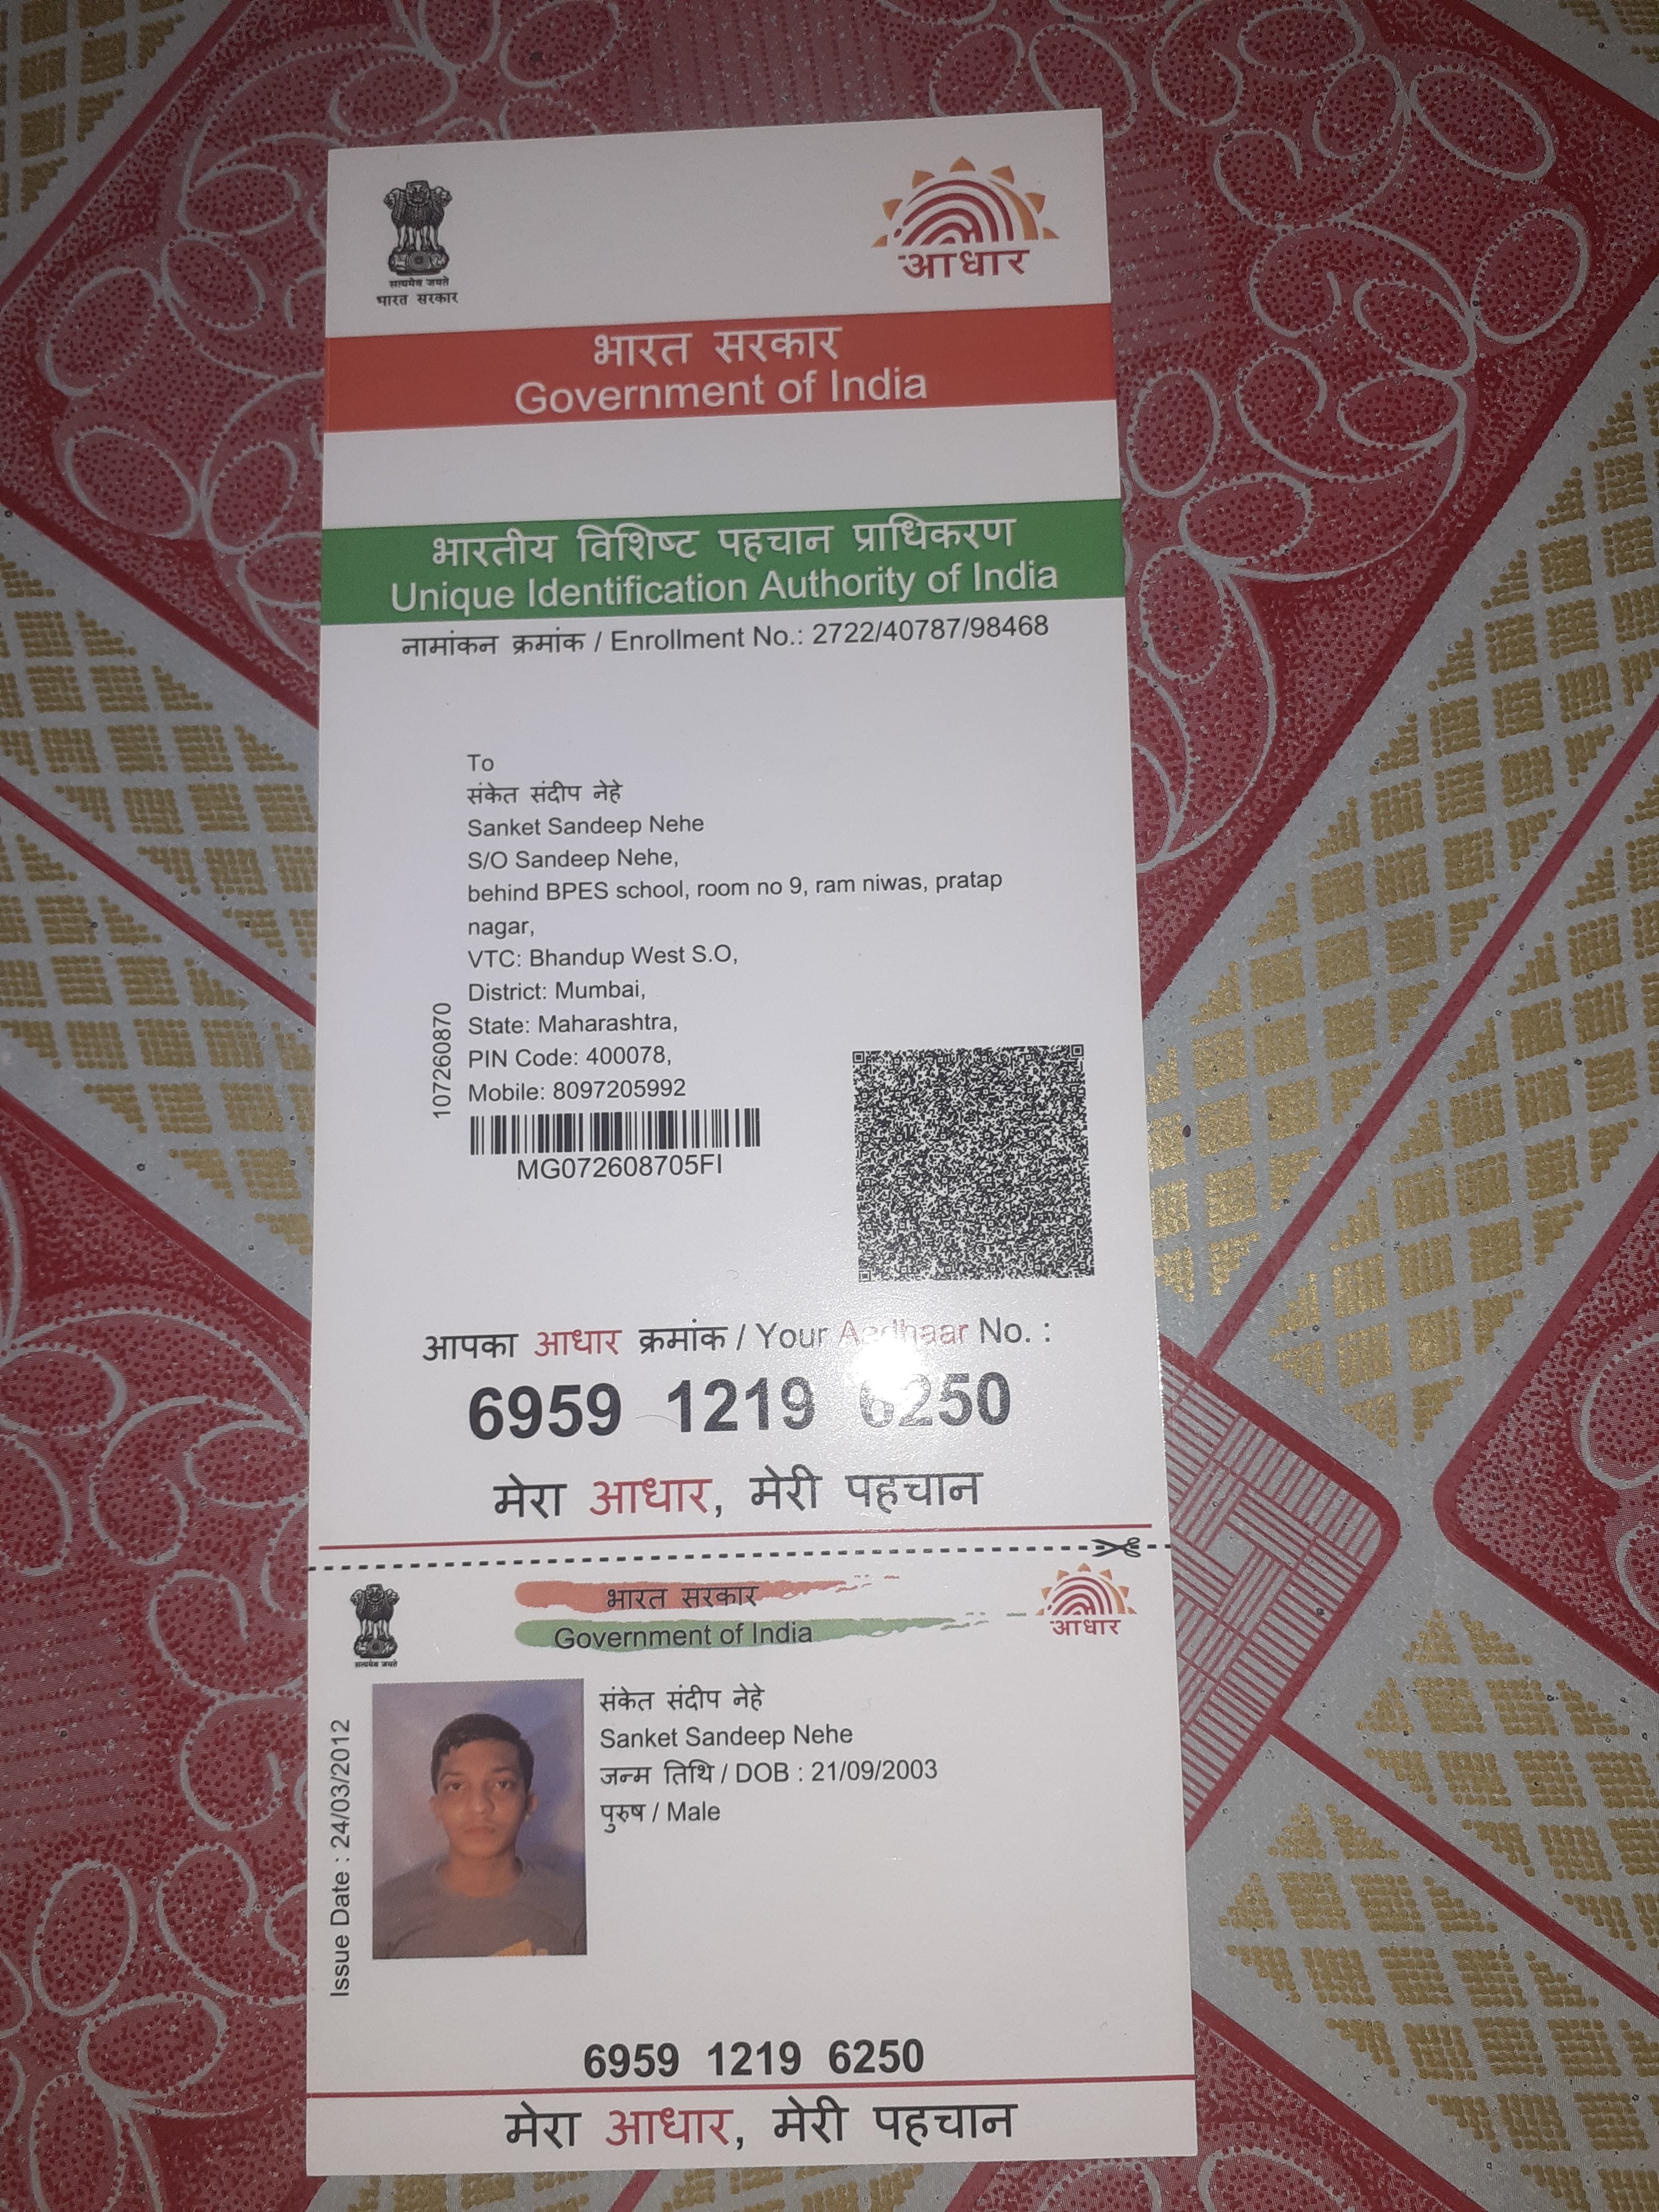 सत्यमेव जयते
भारत सरकार
आधार
भारत सरकार
Government of India
भारतीय विशिष्ट पहचान प्राधिकरण
Unique Identification Authority of India
नामांकन क्रमांक / Enrollment No.: 2722/40787/98468
To
संकेत संदीप नेहे
Sanket Sandeep Nehe
S/O Sandeep Nehe,
behind BPES school, room no 9, ram niwas, pratap
nagar,
VTC: Bhandup West S.O,
District: Mumbai,
State: Maharashtra,
PIN Code: 400078,
Mobile: 8097205992
107260870
MG072608705FI
आपका आधार क्रमांक / Your Aadhaar No. :
6959 1219 6250
मेरा आधार, मेरी पहचान
सत्यमेव जयते
भारत सरकार
Government of India
आधार
Issue Date : 24/03/2012
संकेत संदीप नेहे
Sanket Sandeep Nehe
जन्म तिथि / DOB : 21/09/2003
पुरुष / Male
6959 1219 6250
मेरा आधार, मेरी पहचान